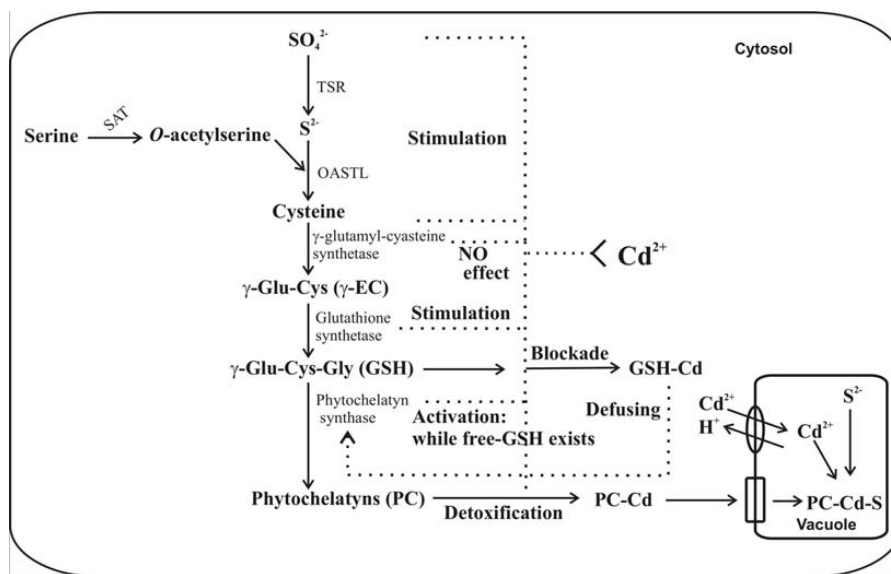 SO₄²⁻
Cytosol
TSR
Serine
SAT
O-acetylserine
S²⁻
Stimulation
OASTL
Cysteine
γ-glutamyl-cyasteine
synthetase
NO
effect
Cd²⁺
γ-Glu-Cys (γ-EC)
Glutathione
synthetase
Stimulation
γ-Glu-Cys-Gly (GSH)
Blockade
GSH-Cd
Phytochelatyn
synthase
Activation:
while free-GSH exists
Defusing
Cd²⁺
H⁺
S²⁻
Cd²⁺
Phytochelatyns (PC)
Detoxification
PC-Cd
PC-Cd-S
Vacuole